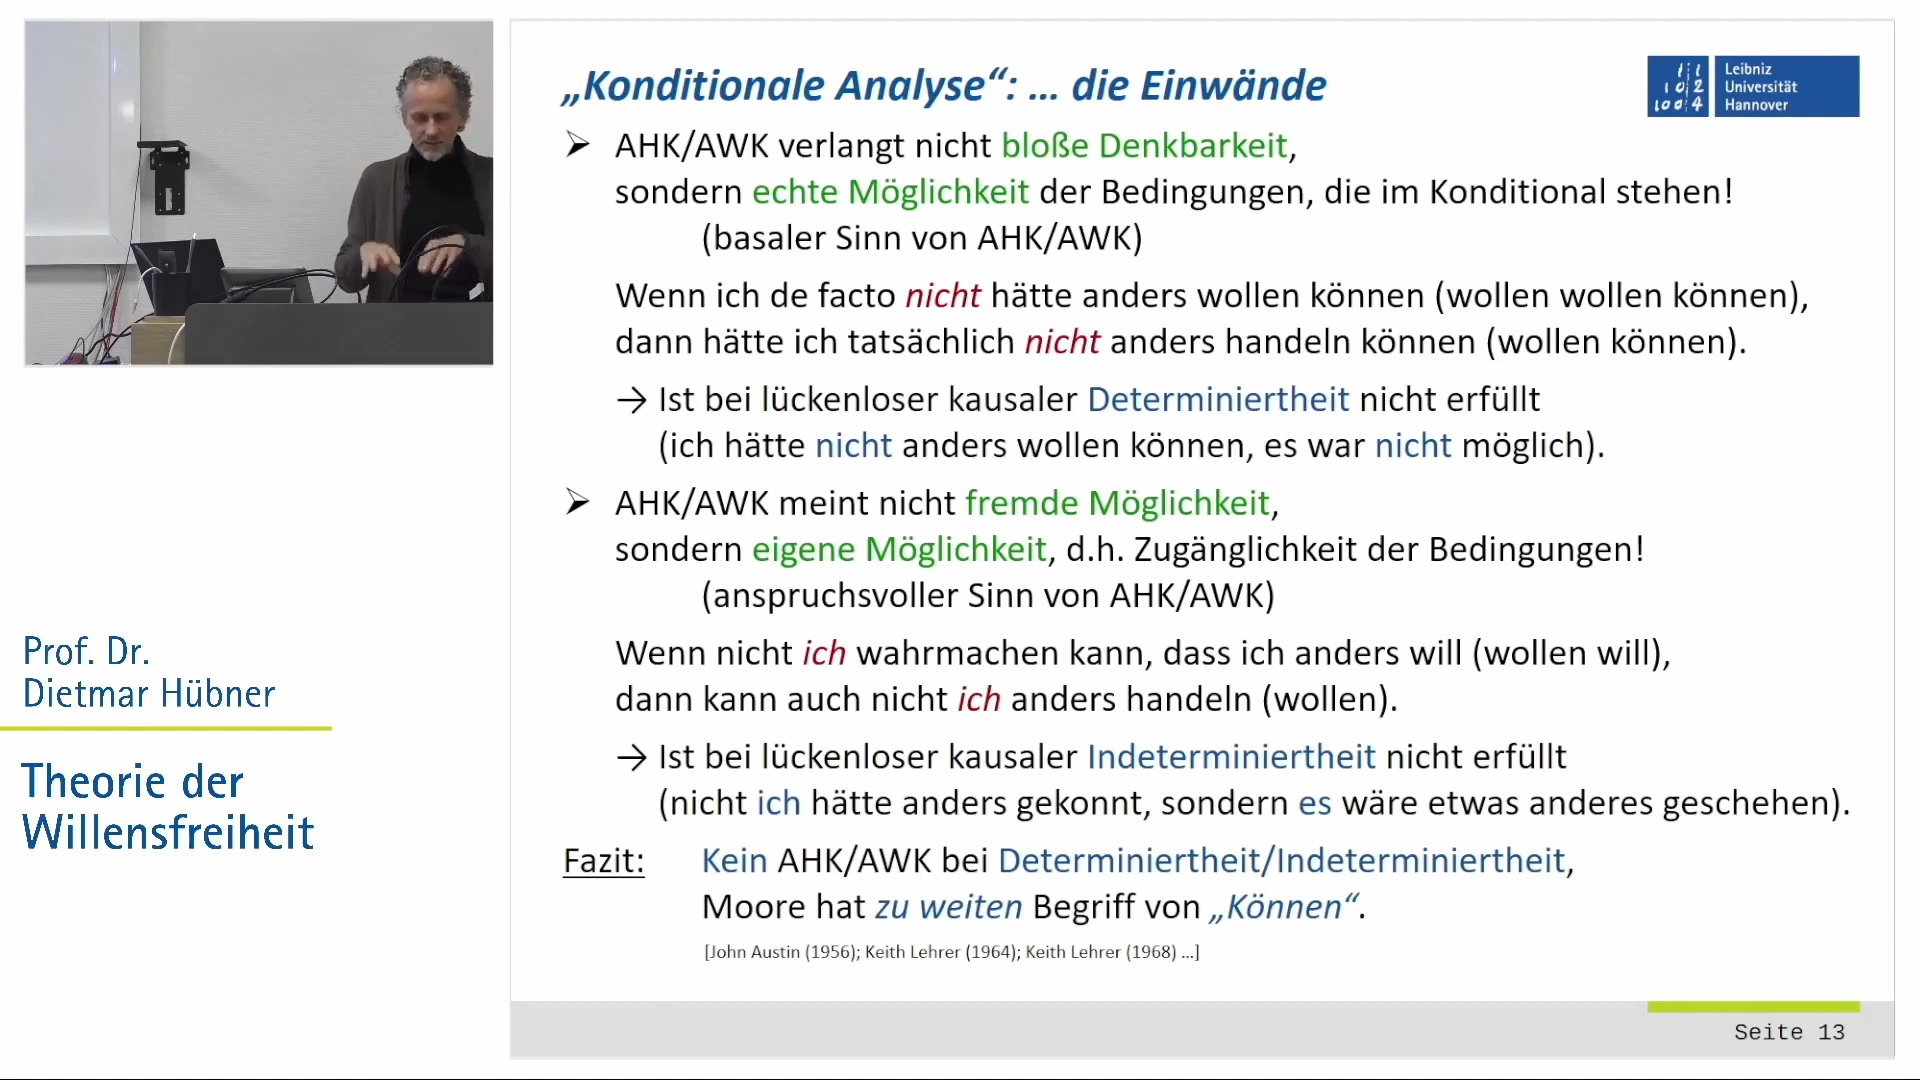 „Konditionale Analyse“: ... die Einwände
Leibniz
Universität
Hannover
➢ AHK/AWK verlangt nicht bloße Denkbarkeit,
sondern echte Möglichkeit der Bedingungen, die im Konditional stehen!
(basaler Sinn von AHK/AWK)
Wenn ich de facto nicht hätte anders wollen können (wollen wollen können),
dann hätte ich tatsächlich nicht anders handeln können (wollen können).
→ Ist bei lückenloser kausaler Determiniertheit nicht erfüllt
(ich hätte nicht anders wollen können, es war nicht möglich).
➢ AHK/AWK meint nicht fremde Möglichkeit,
sondern eigene Möglichkeit, d.h. Zugänglichkeit der Bedingungen!
(anspruchsvoller Sinn von AHK/AWK)
Wenn nicht ich wahrmachen kann, dass ich anders will (wollen will),
dann kann auch nicht ich anders handeln (wollen).
→ Ist bei lückenloser kausaler Indeterminiertheit nicht erfüllt
(nicht ich hätte anders gekonnt, sondern es wäre etwas anderes geschehen).
Fazit: Kein AHK/AWK bei Determiniertheit/Indeterminiertheit,
Moore hat zu weiten Begriff von „Können“.
[John Austin (1956); Keith Lehrer (1964); Keith Lehrer (1968) ...]
Seite 13
Prof. Dr.
Dietmar Hübner
Theorie der
Willensfreiheit